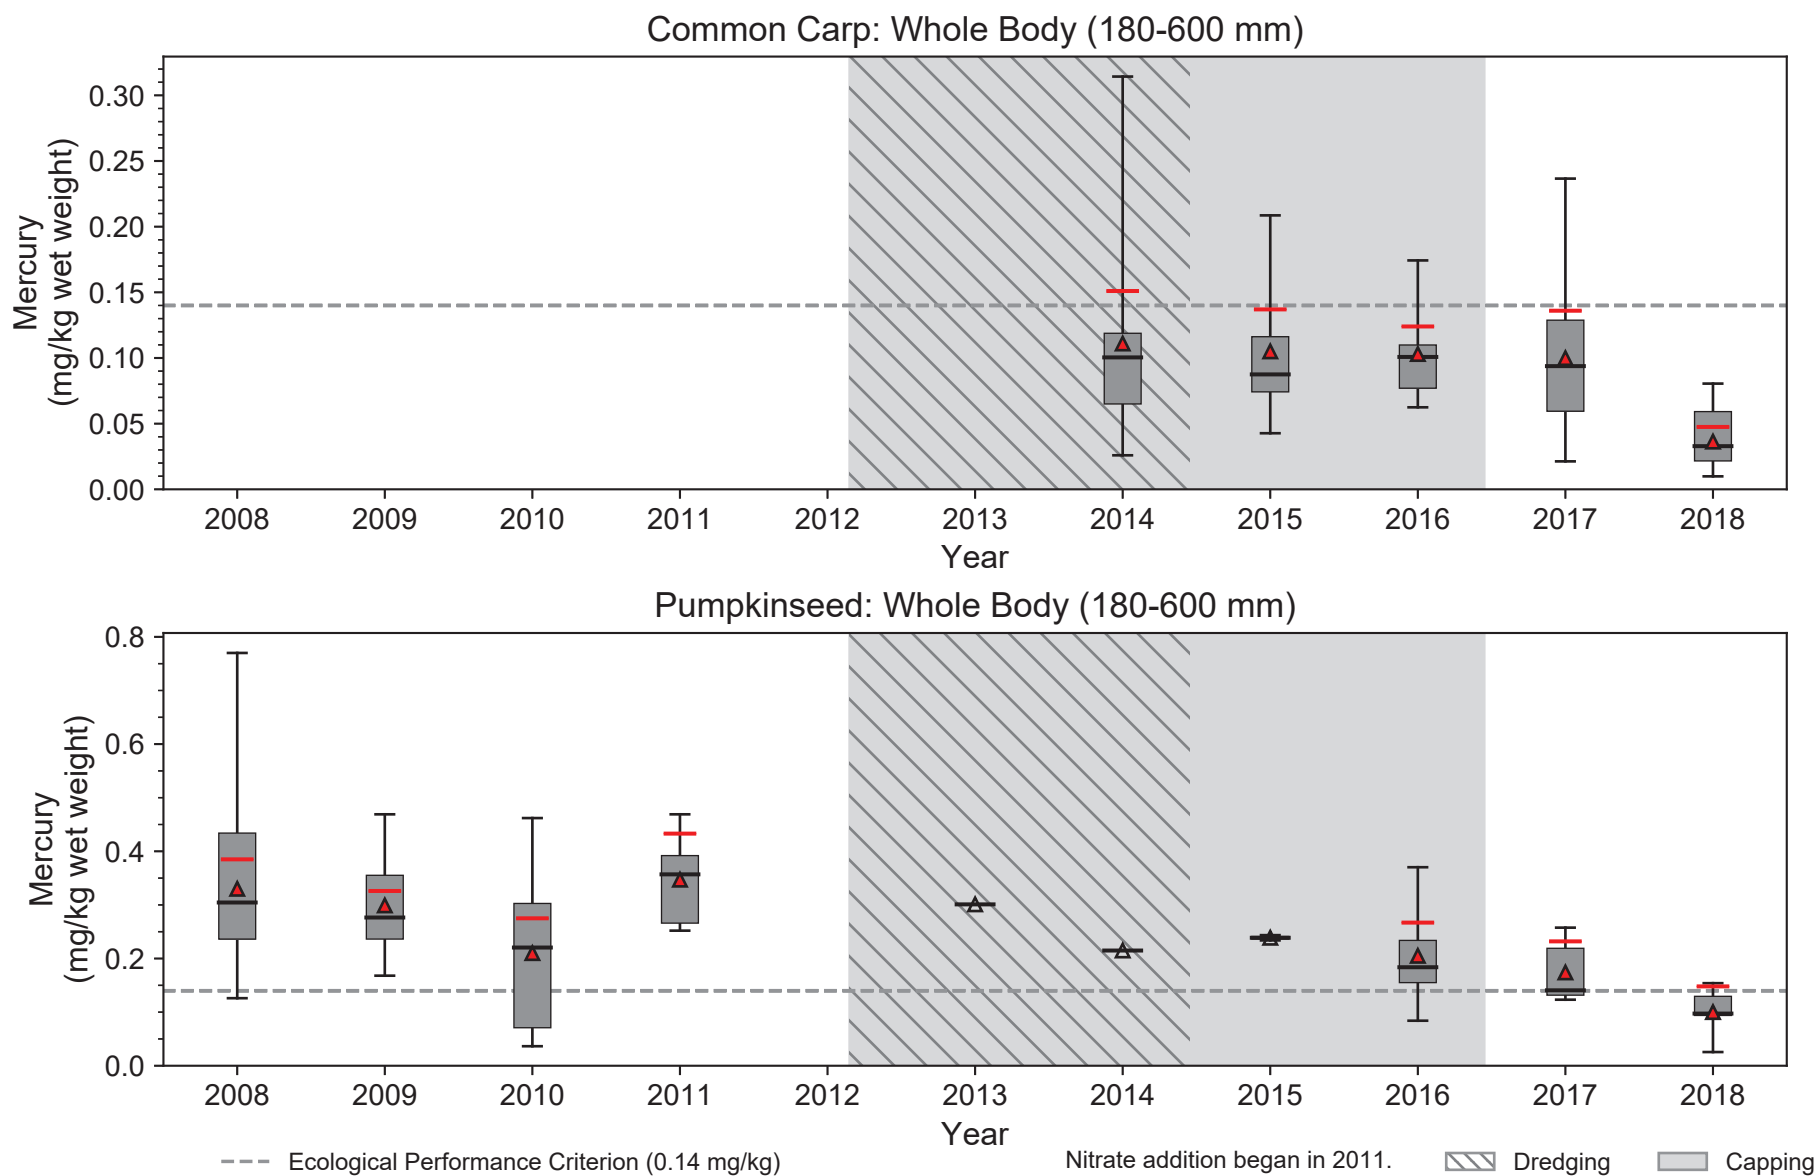 Common Carp: Whole Body (180-600 mm)
Mercury
(mg/kg wet weight)
0.30
0.25
0.20
0.15
0.10
0.05
0.00
2008 2009 2010 2011 2012 2013 2014 2015 2016 2017 2018
Year
Pumpkinseed: Whole Body (180-600 mm)
Mercury
(mg/kg wet weight)
0.8
0.6
0.4
0.2
0.0
2008 2009 2010 2011 2012 2013 2014 2015 2016 2017 2018
Year
Ecological Performance Criterion (0.14 mg/kg) Nitrate addition began in 2011. Dredging Capping